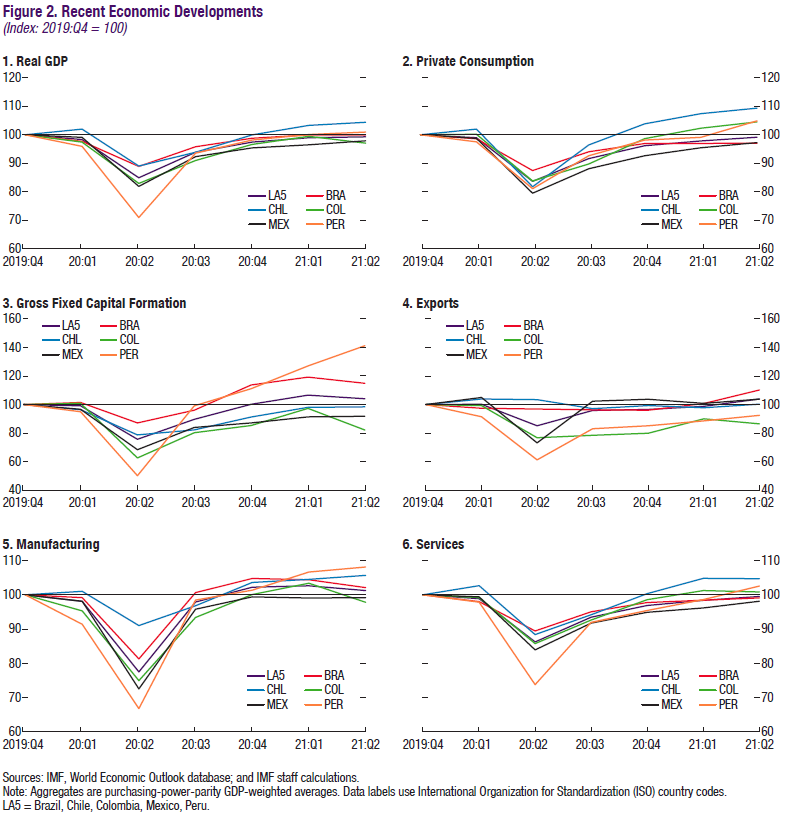 Figure 2. Recent Economic Developments
(Index: 2019:Q4 = 100)
1. Real GDP
120
110
100
90
80
70
60
LA5 BRA
CHL COL
MEX PER
2019:Q4 20:Q1 20:Q2 20:Q3 20:Q4 21:Q1 21:Q2
2. Private Consumption
120
110
100
90
80
70
60
LA5 BRA
CHL COL
MEX PER
2019:Q4 20:Q1 20:Q2 20:Q3 20:Q4 21:Q1 21:Q2
3. Gross Fixed Capital Formation
160
140
120
100
80
60
40
LA5 BRA
CHL COL
MEX PER
2019:Q4 20:Q1 20:Q2 20:Q3 20:Q4 21:Q1 21:Q2
4. Exports
160
140
120
100
80
60
40
LA5 BRA
CHL COL
MEX PER
2019:Q4 20:Q1 20:Q2 20:Q3 20:Q4 21:Q1 21:Q2
5. Manufacturing
110
100
90
80
70
60
LA5 BRA
CHL COL
MEX PER
2019:Q4 20:Q1 20:Q2 20:Q3 20:Q4 21:Q1 21:Q2
6. Services
110
100
90
80
70
60
LA5 BRA
CHL COL
MEX PER
2019:Q4 20:Q1 20:Q2 20:Q3 20:Q4 21:Q1 21:Q2
Sources: IMF, World Economic Outlook database; and IMF staff calculations.
Note: Aggregates are purchasing-power-parity GDP-weighted averages. Data labels use International Organization for Standardization (ISO) country codes.
LA5 = Brazil, Chile, Colombia, Mexico, Peru.